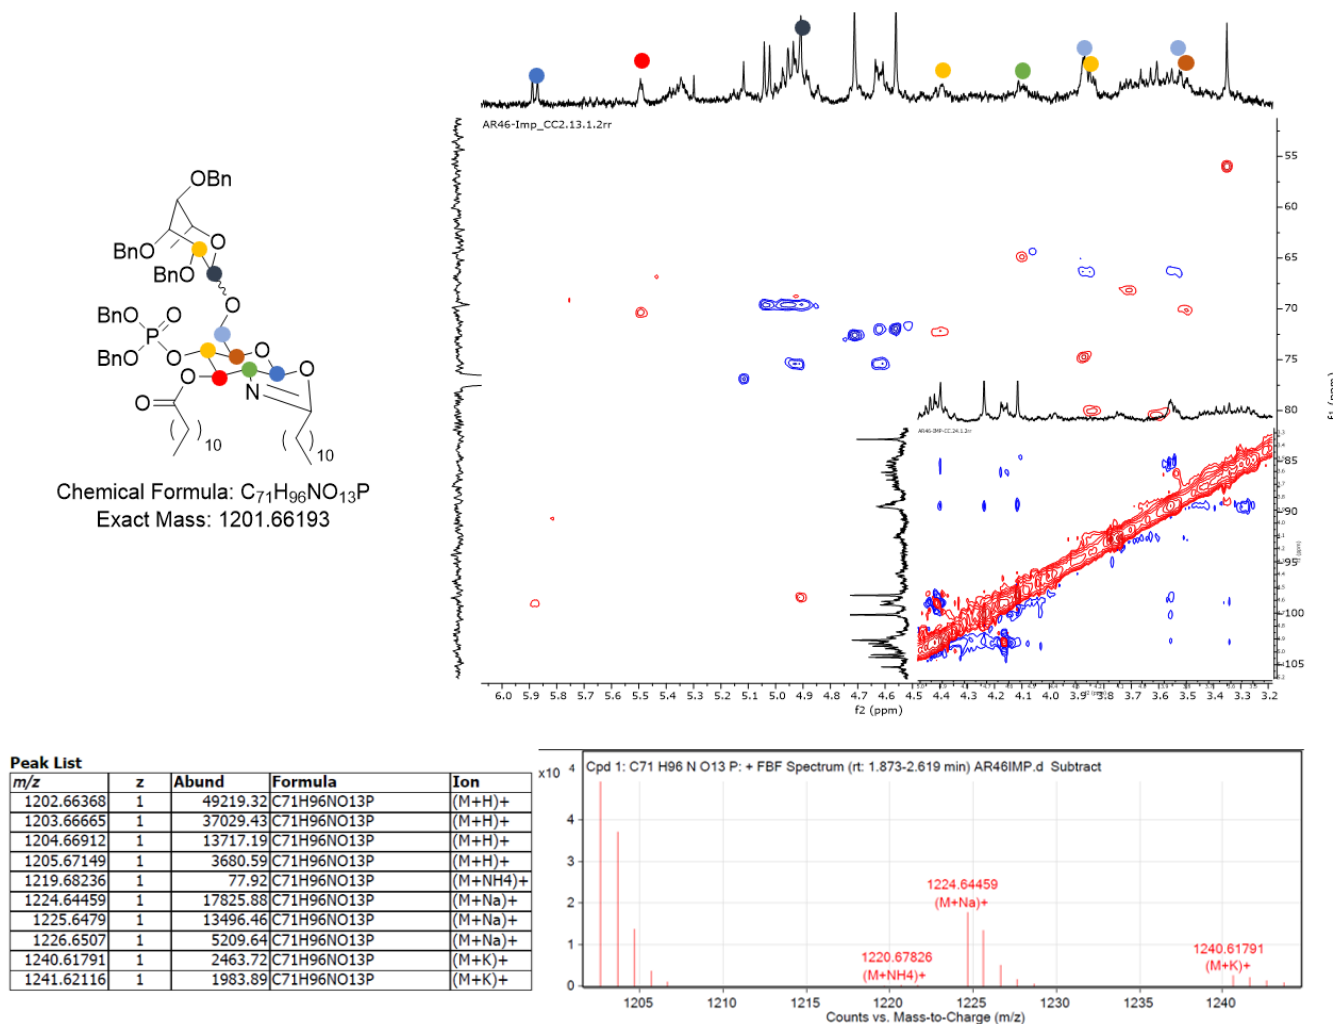 AR46-Imp_CC2.13.1.2rr
OBn
BnO
O
BnO
O
BnO
O
P
BnO
O
O
O
N
O
O
( )10
( )10
Chemical Formula: C71H96NO13P
Exact Mass: 1201.66193
55
60
65
70
75
80
85
90
95
100
105
f1 (ppm)
AR46-IMP-CC.24.1.2rr
6.0 5.9 5.8 5.7 5.6 5.5 5.4 5.3 5.2 5.1 5.0 4.9 4.8 4.7 4.6 4.5 4.4 4.3 4.2 4.1 4.0 3.9 3.8 3.7 3.6 3.5 3.4 3.3 3.2
f2 (ppm)
Peak List
m/z z Abund Formula Ion
1202.66368 1 49219.32 C71H96NO13P (M+H)+
1203.66665 1 37029.43 C71H96NO13P (M+H)+
1204.66912 1 13717.19 C71H96NO13P (M+H)+
1205.67149 1 3680.59 C71H96NO13P (M+H)+
1219.68236 1 77.92 C71H96NO13P (M+NH4)+
1224.64459 1 17825.88 C71H96NO13P (M+Na)+
1225.6479 1 13496.46 C71H96NO13P (M+Na)+
1226.6507 1 5209.64 C71H96NO13P (M+Na)+
1240.61791 1 2463.72 C71H96NO13P (M+K)+
1241.62116 1 1983.89 C71H96NO13P (M+K)+
x10 4
Cpd 1: C71 H96 N O13 P: + FBF Spectrum (rt: 1.873-2.619 min) AR46IMP.d Subtract
4
3
2
1
0
1224.64459
(M+Na)+
1220.67826
(M+NH4)+
1240.61791
(M+K)+
1205 1210 1215 1220 1225 1230 1235 1240
Counts vs. Mass-to-Charge (m/z)